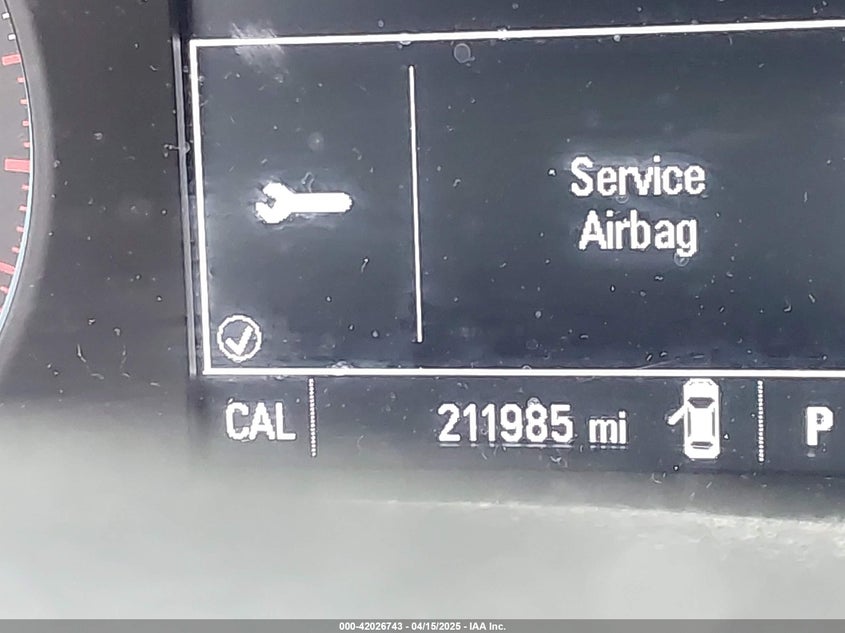 Service
Airbag
CAL
211985 mi
P
000-42026743 - 04/15/2025 - IAA Inc.